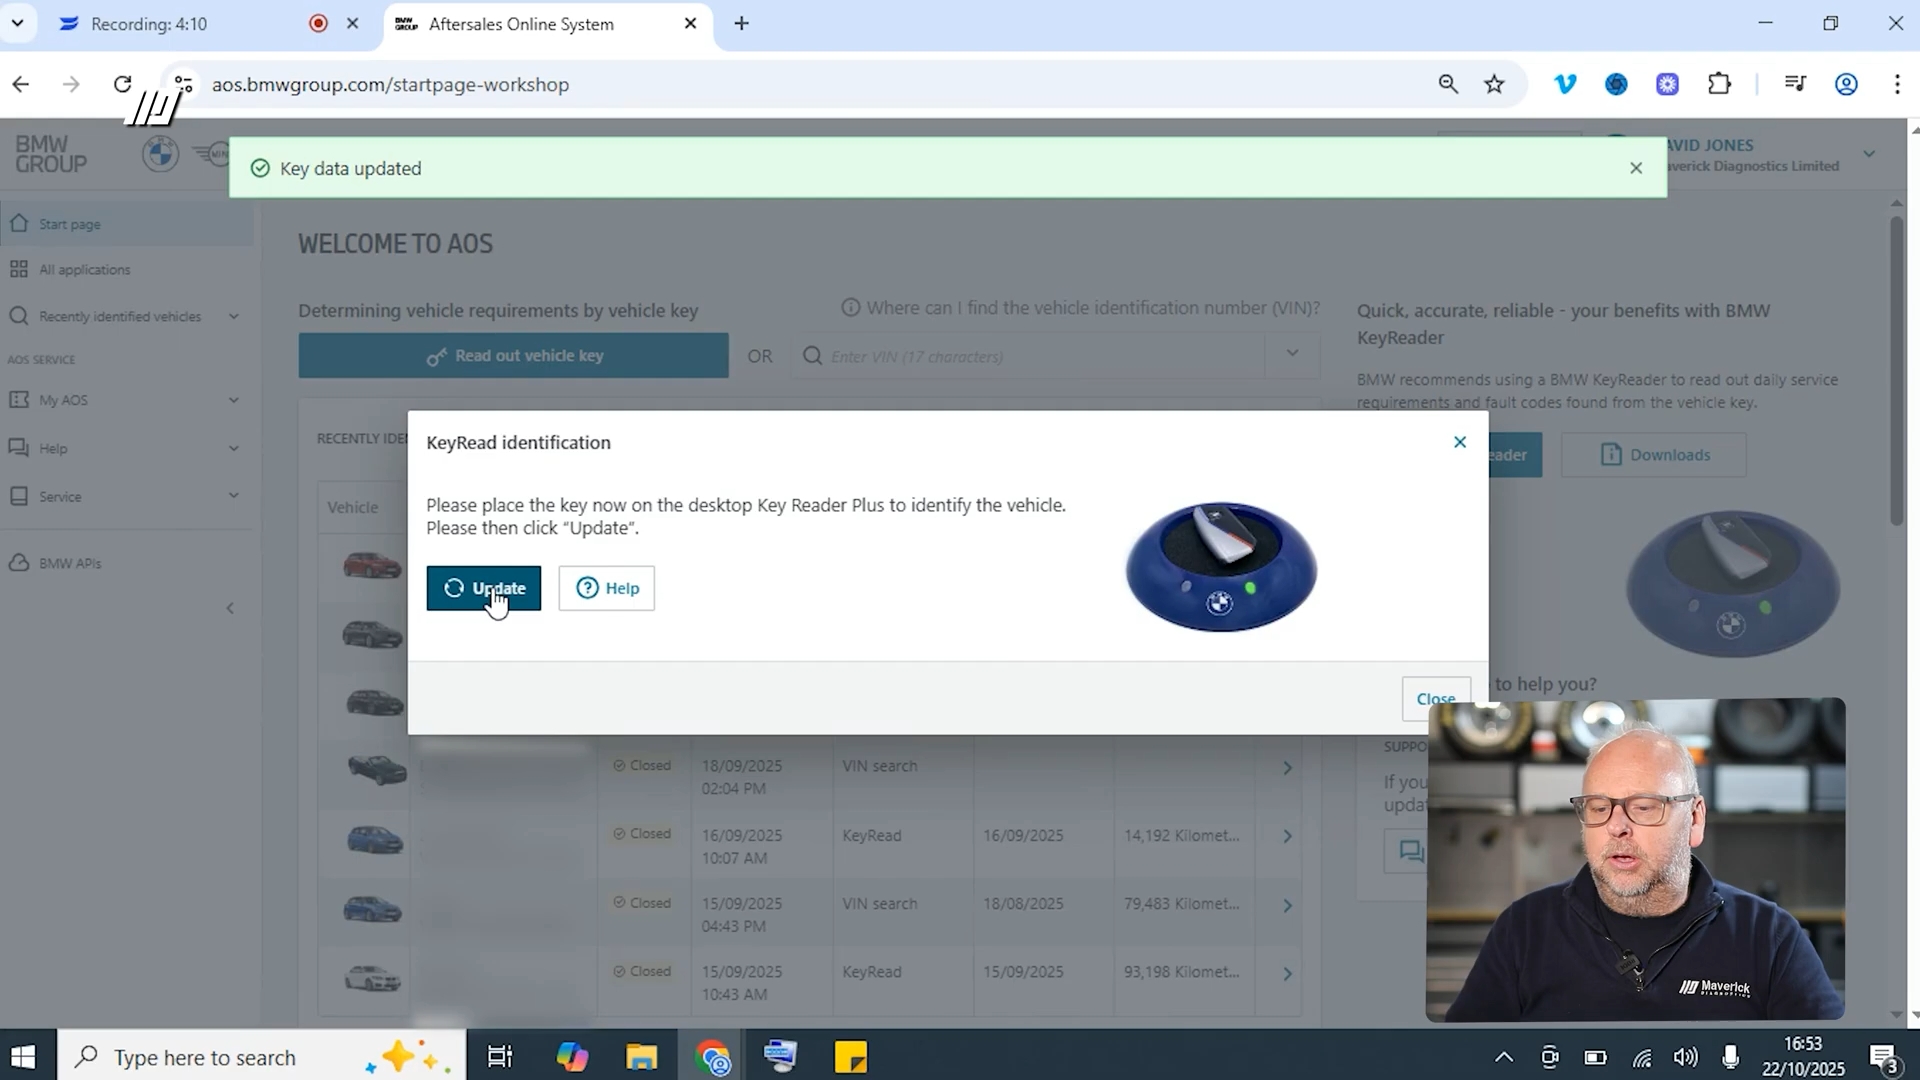 Recording: 4:10
BMW GROUP
Aftersales Online System
aos.bmwgroup.com/startpage-workshop
BMW
GROUP
MINI
Key data updated
AVID JONES
averick Diagnostics Limited
Start page
All applications
Recently identified vehicles
AOS SERVICE
My AOS
Help
Service
BMW APIs
WELCOME TO AOS
Determining vehicle requirements by vehicle key
Where can I find the vehicle identification number (VIN)?
Read out vehicle key
OR
Enter VIN (17 characters)
RECENTLY IDE
Vehicle
Quick, accurate, reliable - your benefits with BMW
KeyReader
BMW recommends using a BMW KeyReader to read out daily service
requirements and fault codes found from the vehicle key.
eader
Downloads
KeyRead identification
Please place the key now on the desktop Key Reader Plus to identify the vehicle.
Please then click “Update”.
Update
Help
Close
to help you?
SUPPO
If you
updat
Closed 18/09/2025 VIN search
02:04 PM
Closed 16/09/2025 KeyRead 16/09/2025 14,192 Kilomet...
10:07 AM
Closed 15/09/2025 VIN search 18/08/2025 79,483 Kilomet...
04:43 PM
Closed 15/09/2025 KeyRead 15/09/2025 93,198 Kilomet...
10:43 AM
Maverick
DIAGNOSTICS
Type here to search
16:53
22/10/2025
3